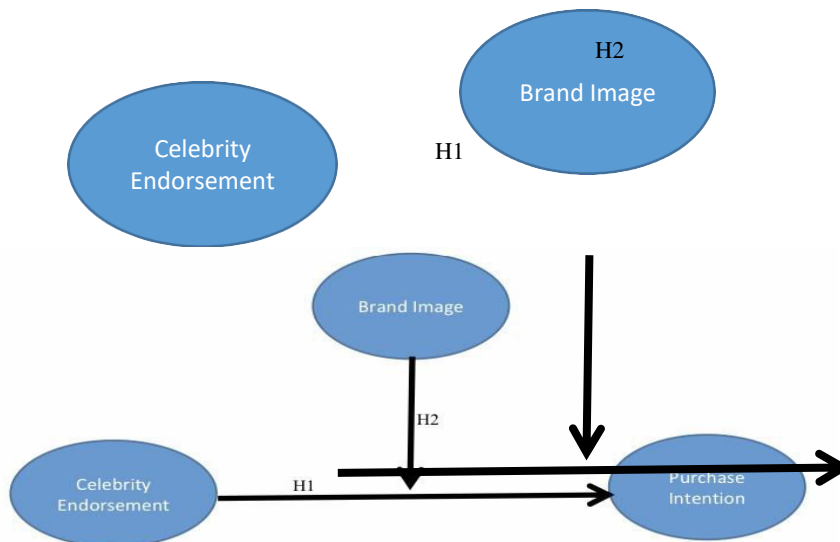 H2
Brand Image
Celebrity
Endorsement
H1
Brand Image
H2
Celebrity
Endorsement
H1
Purchase
Intention